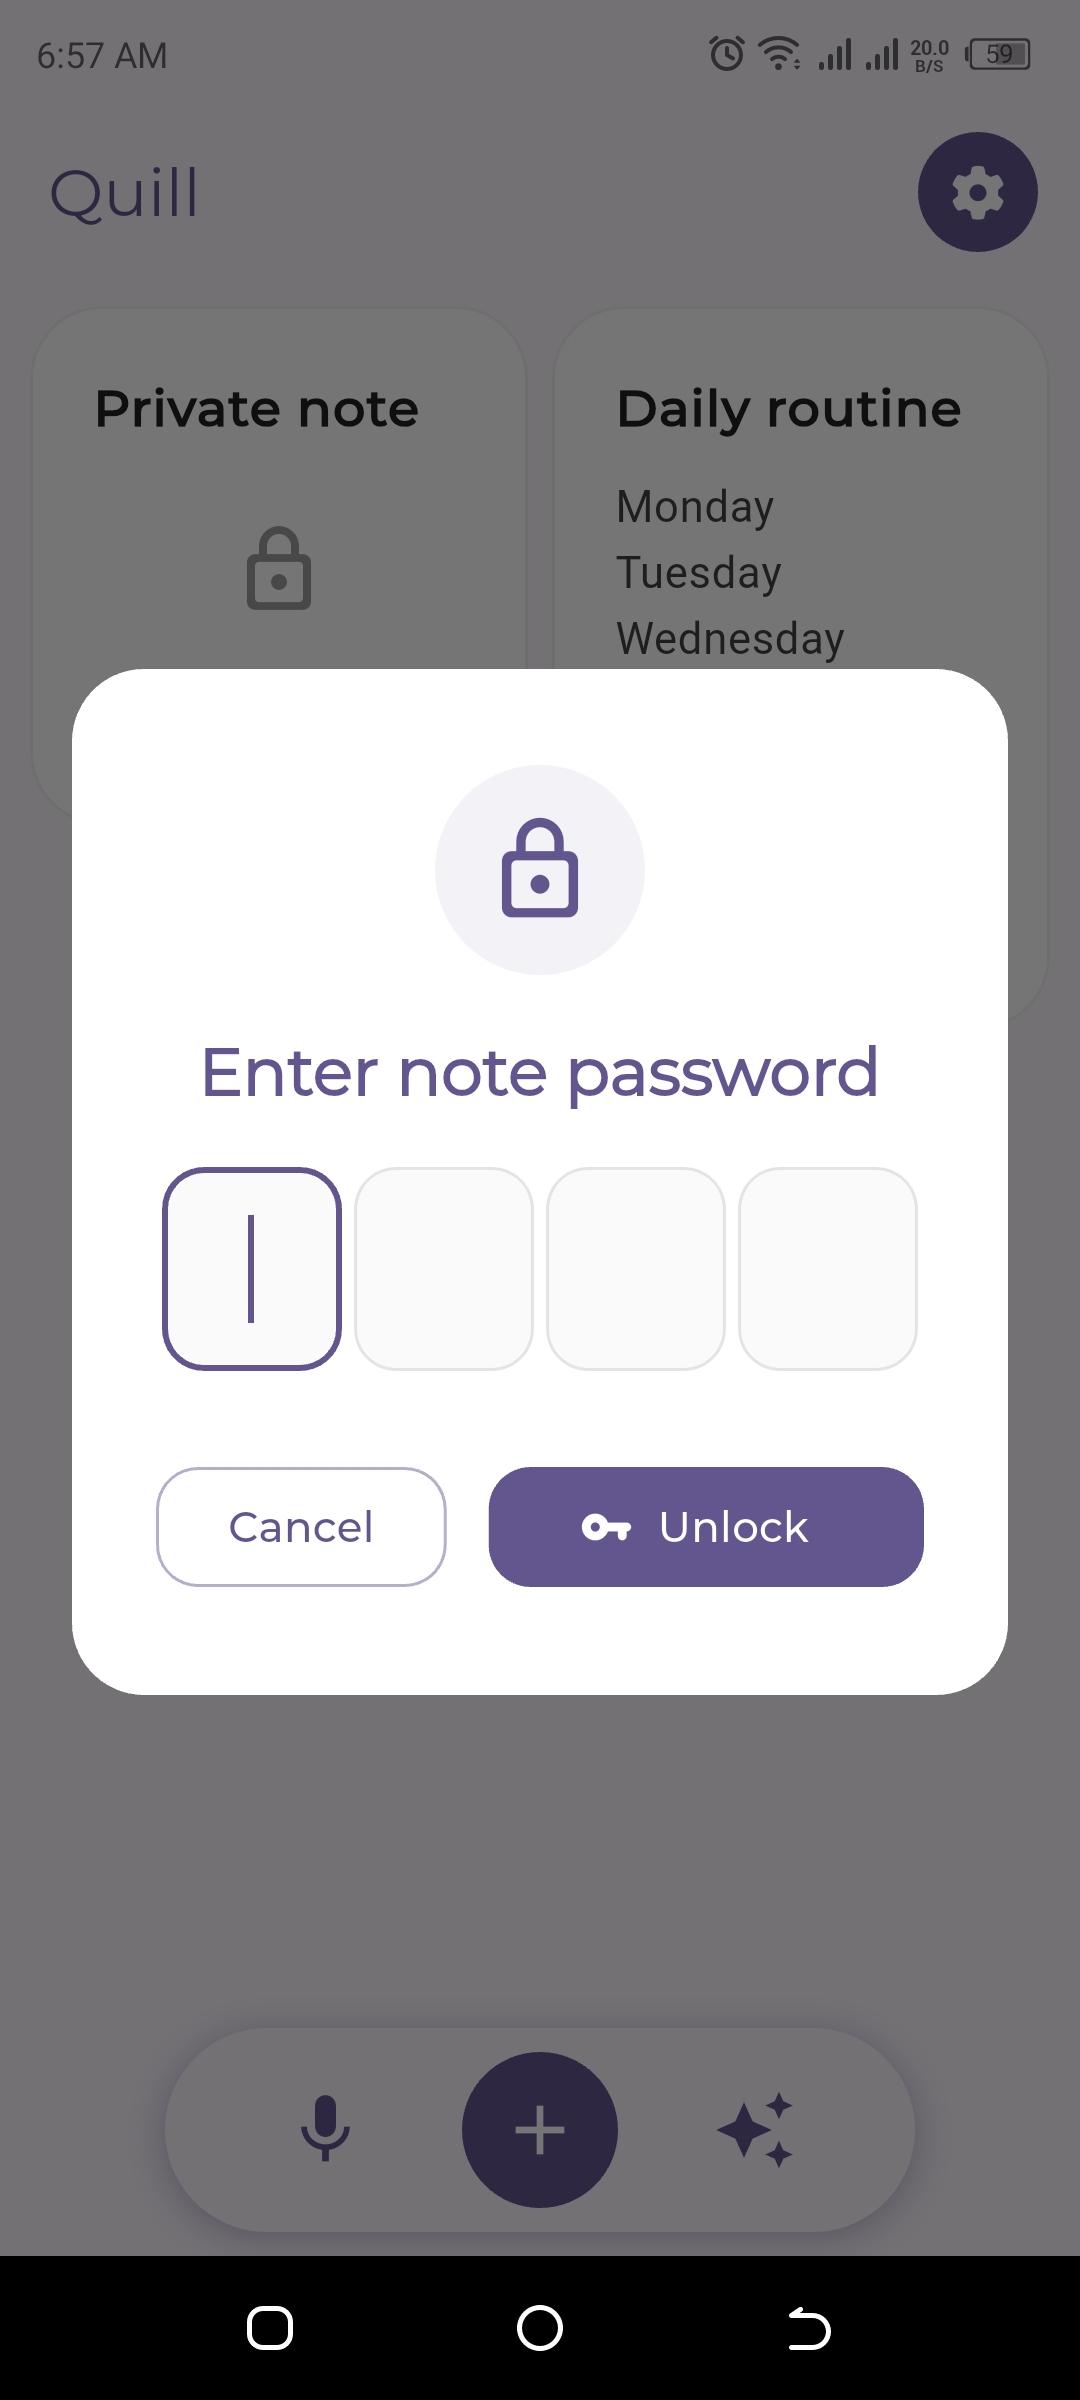 6:57 AM
20.0
B/S
59
Quill
Private note
Daily routine
Monday
Tuesday
Wednesday
Enter note password
Cancel
Unlock